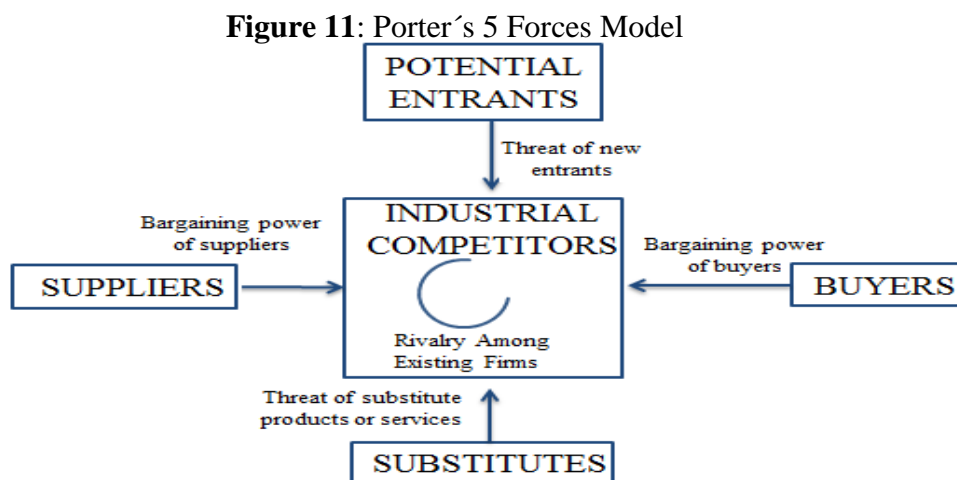 Figure 11: Porter´s 5 Forces Model
POTENTIAL
ENTRANTS
Threat of new
entrants
INDUSTRIAL
COMPETITORS
Bargaining power
of suppliers
Bargaining power
of buyers
SUPPLIERS
BUYERS
Rivalry Among
Existing Firms
Threat of substitute
products or services
SUBSTITUTES